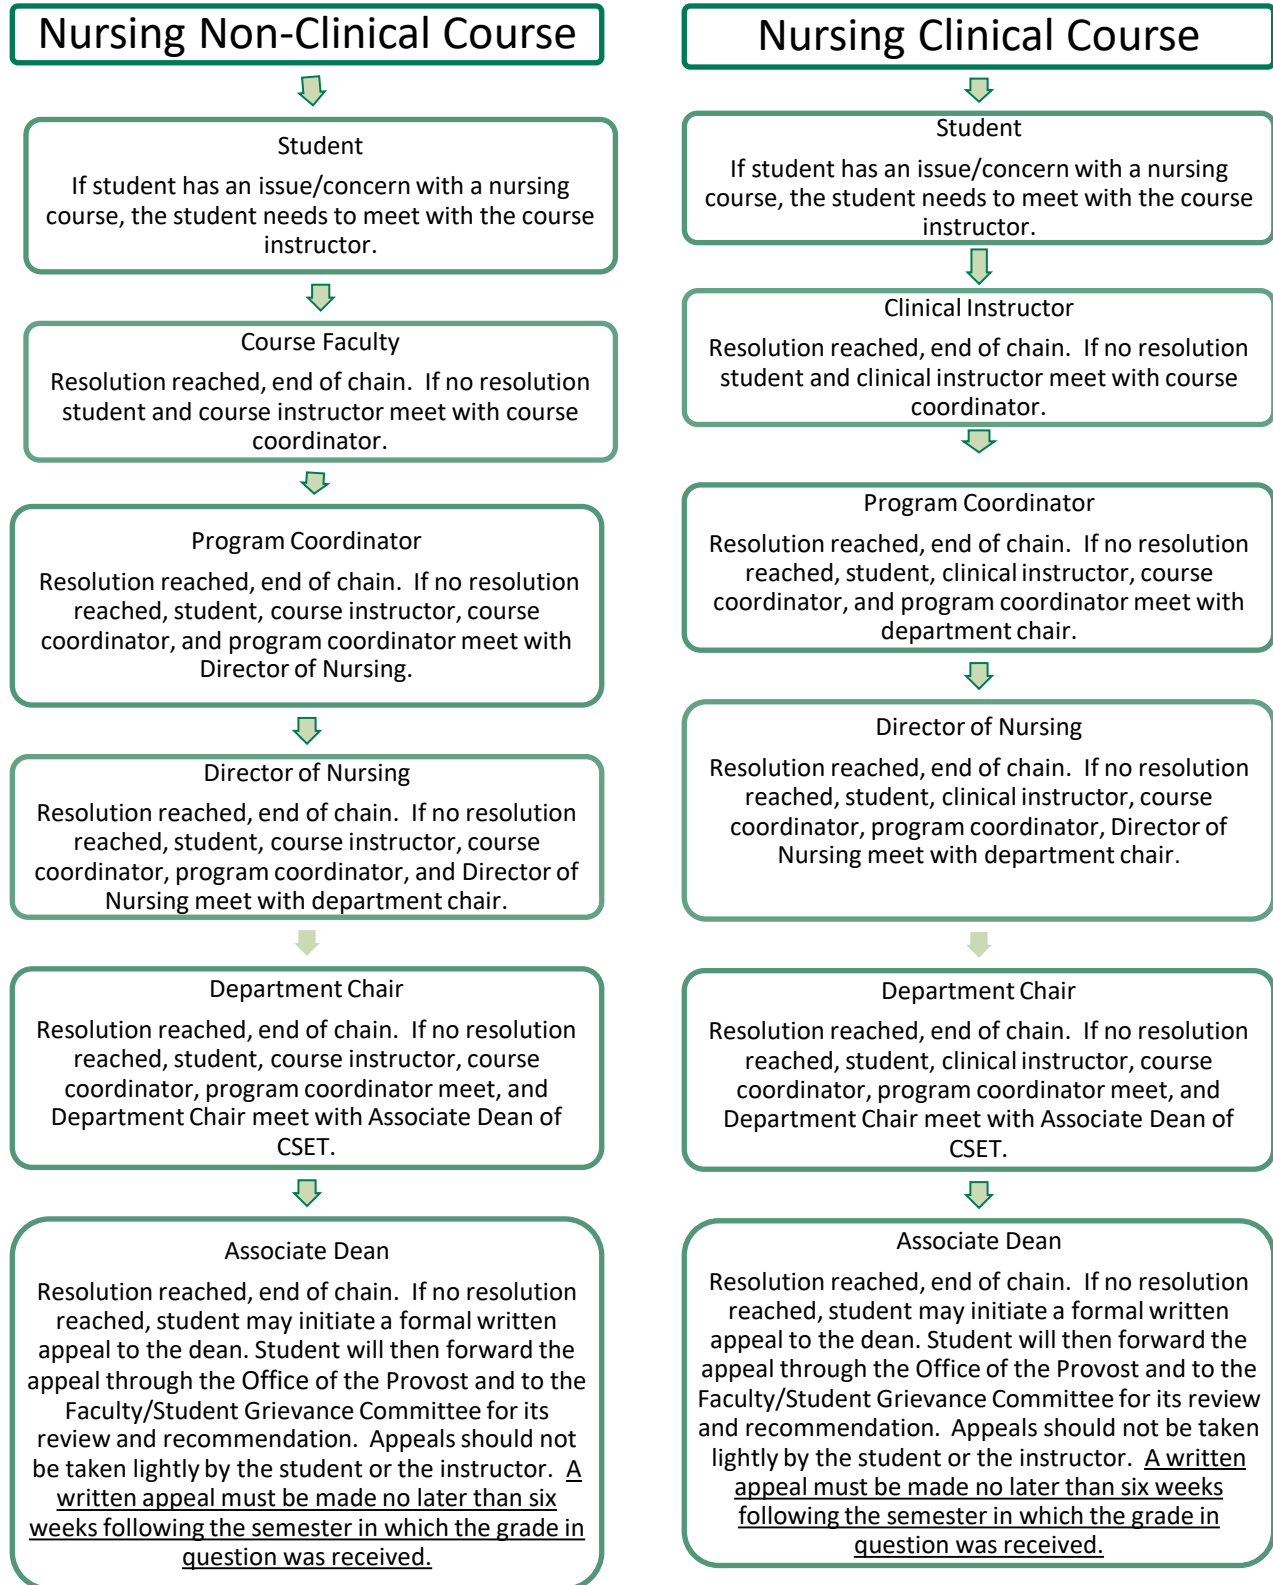 Nursing Non-Clinical Course
Student
If student has an issue/concern with a nursing
course, the student needs to meet with the course
instructor.
Course Faculty
Resolution reached, end of chain.  If no resolution
student and course instructor meet with course
coordinator.
Program Coordinator
Resolution reached, end of chain.  If no resolution
reached, student, course instructor, course
coordinator, and program coordinator meet with
Director of Nursing.
Director of Nursing
Resolution reached, end of chain.  If no resolution
reached, student, course instructor, course
coordinator, program coordinator, and Director of
Nursing meet with department chair.
Department Chair
Resolution reached, end of chain.  If no resolution
reached, student, course instructor, course
coordinator, program coordinator meet, and
Department Chair meet with Associate Dean of
CSET.
Associate Dean
Resolution reached, end of chain.  If no resolution
reached, student may initiate a formal written
appeal to the dean. Student will then forward the
appeal through the Office of the Provost and to the
Faculty/Student Grievance Committee for its
review and recommendation.  Appeals should not
be taken lightly by the student or the instructor.  A
written appeal must be made no later than six
weeks following the semester in which the grade in
question was received.
Nursing Clinical Course
Student
If student has an issue/concern with a nursing
course, the student needs to meet with the course
instructor.
Clinical Instructor
Resolution reached, end of chain.  If no resolution
student and clinical instructor meet with course
coordinator.
Program Coordinator
Resolution reached, end of chain.  If no resolution
reached, student, clinical instructor, course
coordinator, and program coordinator meet with
department chair.
Director of Nursing
Resolution reached, end of chain.  If no resolution
reached, student, clinical instructor, course
coordinator, program coordinator, Director of
Nursing meet with department chair.
Department Chair
Resolution reached, end of chain.  If no resolution
reached, student, clinical instructor, course
coordinator, program coordinator meet, and
Department Chair meet with Associate Dean of
CSET.
Associate Dean
Resolution reached, end of chain.  If no resolution
reached, student may initiate a formal written
appeal to the dean. Student will then forward the
appeal through the Office of the Provost and to the
Faculty/Student Grievance Committee for its review
and recommendation.  Appeals should not be taken
lightly by the student or the instructor.  A written
appeal must be made no later than six weeks
following the semester in which the grade in
question was received.